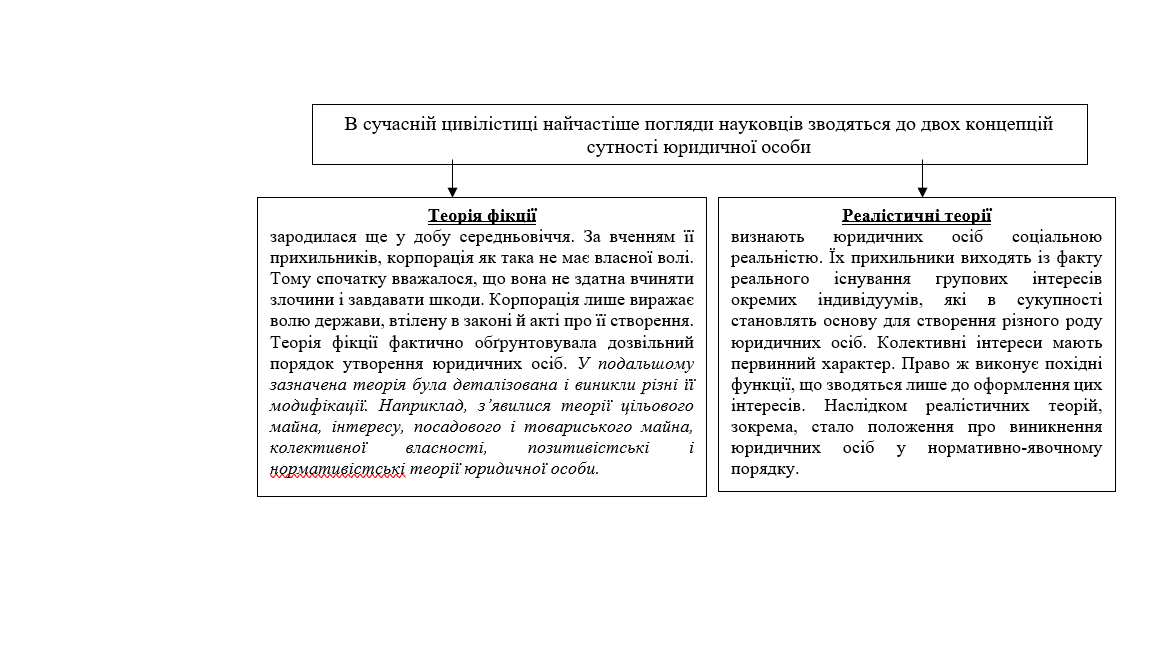 В сучасній цивілістиці найчастіше погляди науковців зводяться до двох концепцій
сутності юридичної особи
Теорія фікції
зародилася ще у добу середньовіччя. За вченням її
прихильників, корпорація як така не має власної волі.
Тому спочатку вважалося, що вона не здатна вчиняти
злочини і завдавати шкоди. Корпорація лише виражає
волю держави, втілену в законі й акті про її створення.
Теорія фікції фактично обґрунтовувала дозвільний
порядок утворення юридичних осіб. У подальшому
зазначена теорія була деталізована і виникли різні її
модифікації. Наприклад, з’явилися теорії цільового
майна, інтересу, посадового і товариського майна,
колективної власності, позитивістські і
нормативістські теорії юридичної особи.
Реалістичні теорії
визнають юридичних осіб соціальною
реальністю. Їх прихильники виходять із факту
реального існування групових інтересів
окремих індивідуумів, які в сукупності
становлять основу для створення різного роду
юридичних осіб. Колективні інтереси мають
первинний характер. Право ж виконує похідні
функції, що зводяться лише до оформлення цих
інтересів. Наслідком реалістичних теорій,
зокрема, стало положення про виникнення
юридичних осіб у нормативно-явочному
порядку.